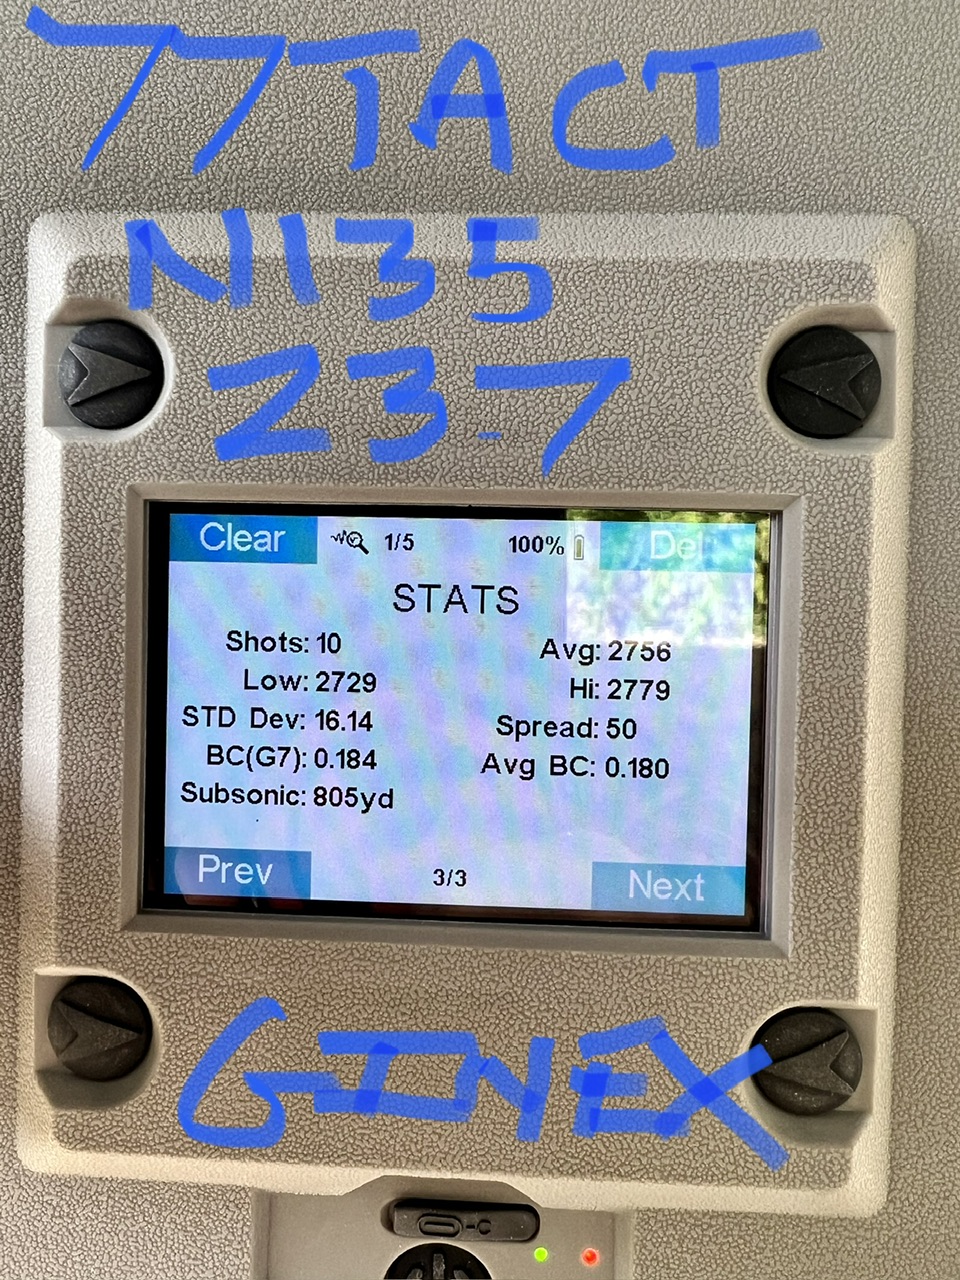 77TACT
N135
23.7
Clear 1/5 100% Del
STATS
Shots: 10 Avg: 2756
Low: 2729 Hi: 2779
STD Dev: 16.14 Spread: 50
BC(G7): 0.184 Avg BC: 0.180
Subsonic: 805yd
Prev 3/3 Next
GINEX
-C